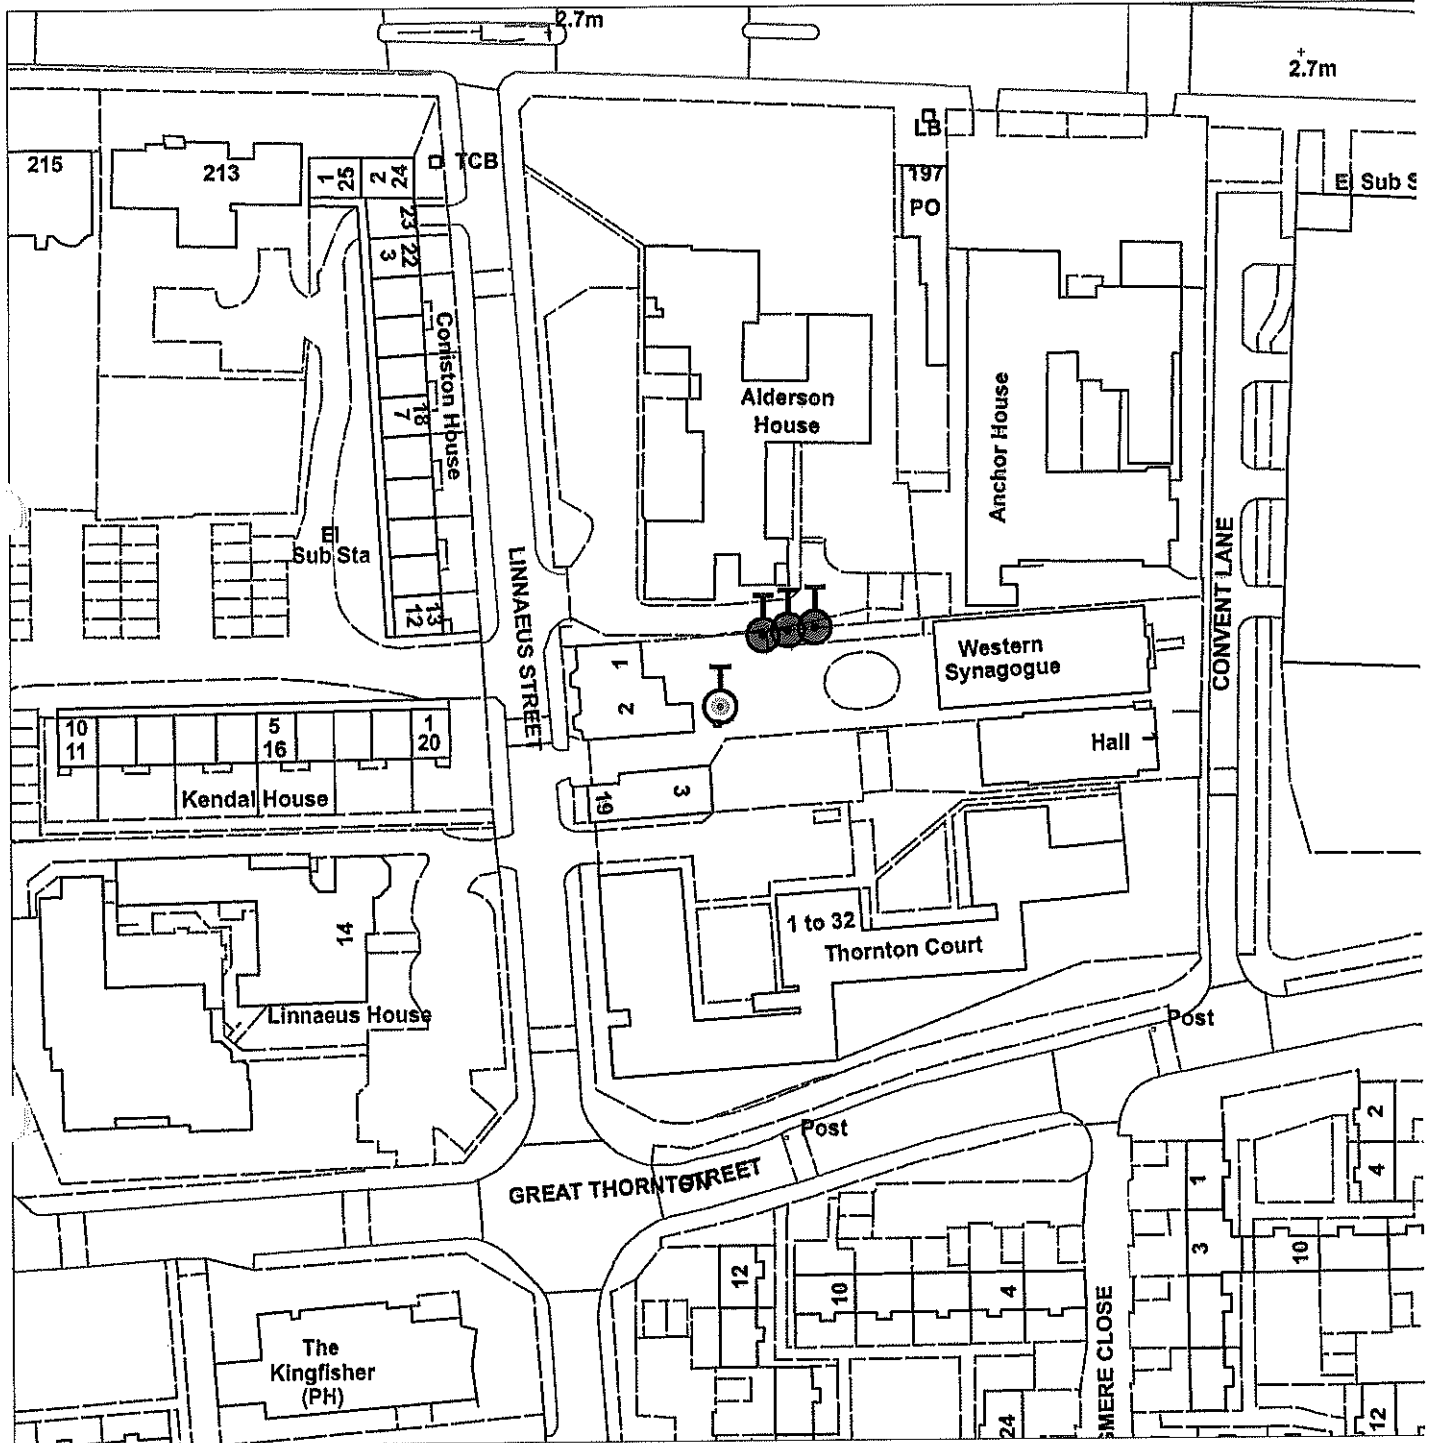 2.7m
2.7m
LB
TCB
215
213
1
25
2
24
197
PO
El Sub S
23
22
3
Coniston House
Alderson
House
Anchor House
7
18
El
Sub Sta
LINNAEUS STREET
CONVENT LANE
12
13
1
2
Western
Synagogue
10
11
5
16
1
20
Hall
Kendal House
19
3
14
1 to 32
Thornton Court
Linnaeus House
Post
Post
GREAT THORNTON STREET
2
4
1
3
10
12
10
4
The
Kingfisher
(PH)
GMERE CLOSE
24
12